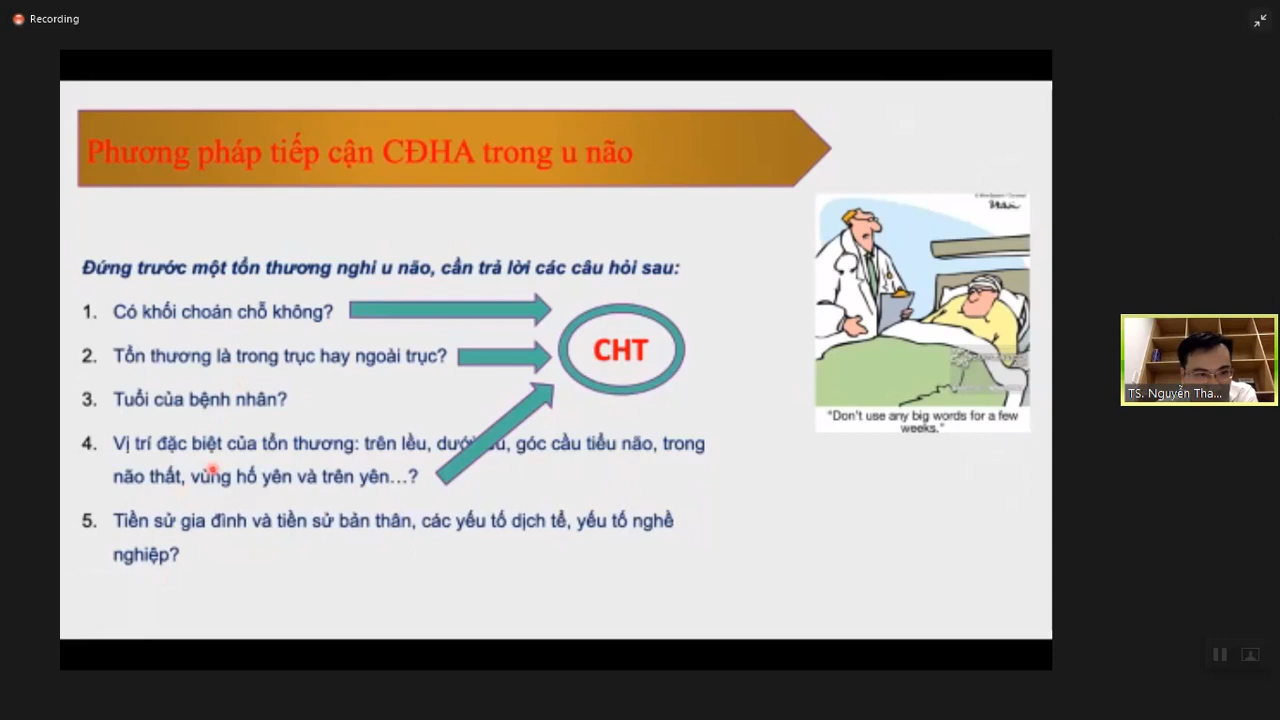 Recording
Phương pháp tiếp cận CĐHA trong u não
Đứng trước một tổn thương nghi u não, cần trả lời các câu hỏi sau:
1. Có khối choán chỗ không?
2. Tổn thương là trong trục hay ngoài trục?
CHT
3. Tuổi của bệnh nhân?
4. Vị trí đặc biệt của tổn thương: trên lều, dưới, góc cầu tiểu não, trong
não thất, vùng hố yên và trên yên...?
5. Tiền sử gia đình và tiền sử bản thân, các yếu tố dịch tễ, yếu tố nghề
nghiệp?
"Don't use any big words for a few
weeks."
TS. Nguyễn Tha...